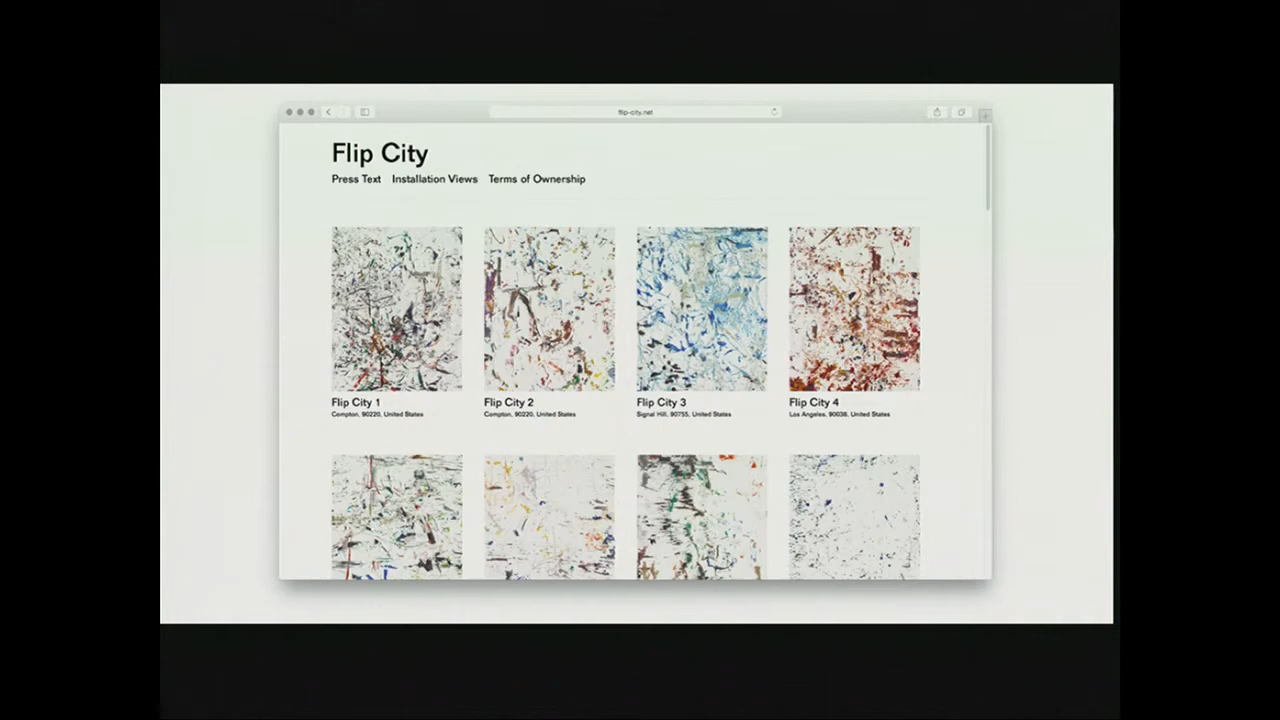 flip-city.net
Flip City
Press Text Installation Views Terms of Ownership
Flip City 1
Compton, 90220, United States
Flip City 2
Compton, 90220, United States
Flip City 3
Signal Hill, 90755, United States
Flip City 4
Los Angeles, 90038, United States